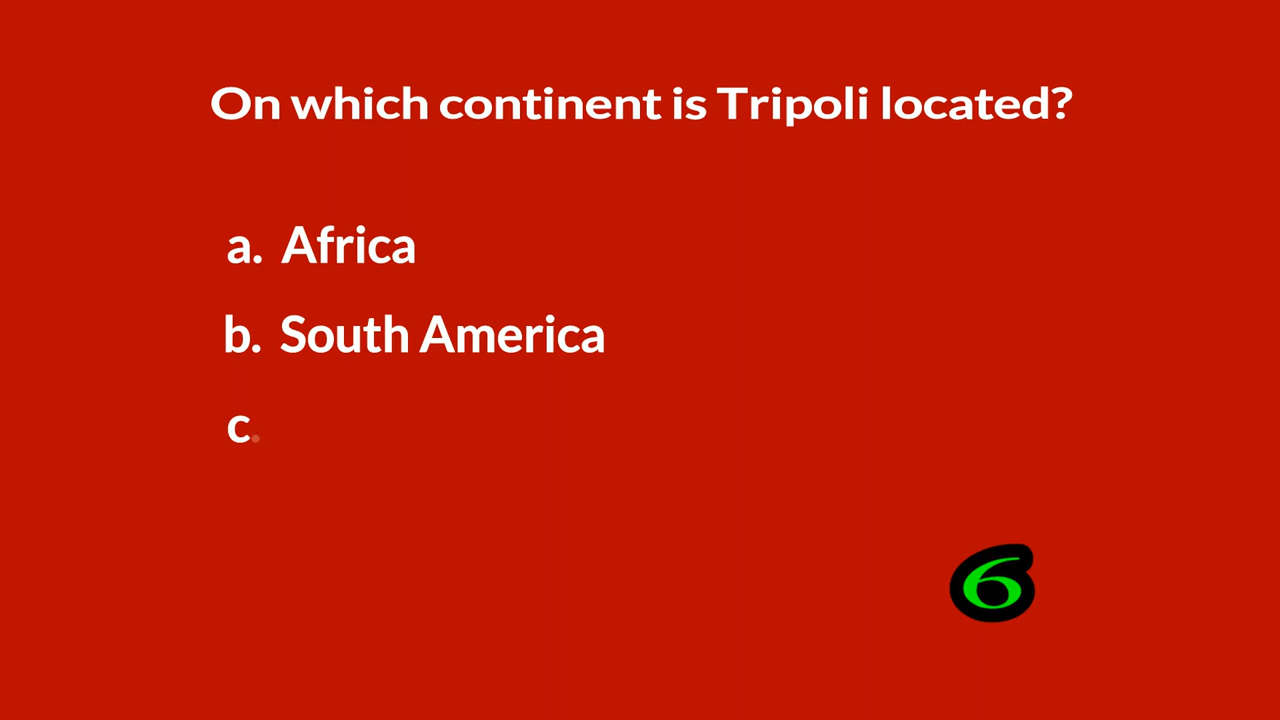 On which continent is Tripoli located?
a. Africa
b. South America
c.
6